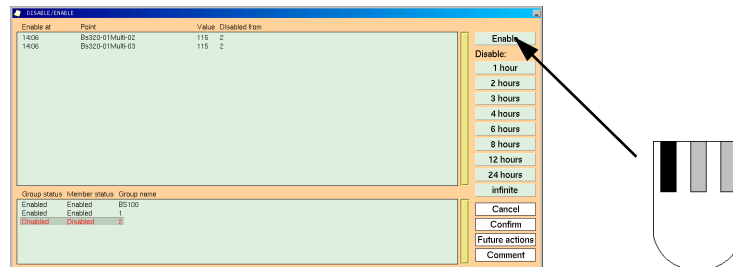 DISABLE/ENABLE
Enable at Point Value Disabled from
14:06 Bs320-01Multi-02 115 2
14:06 Bs320-01Multi-03 115 2
Enable
Disable:
1 hour
2 hours
3 hours
4 hours
6 hours
8 hours
12 hours
24 hours
infinite
Group status Member status Group name
Enabled Enabled BS100
Enabled Enabled 1
Disabled Disabled 2
Cancel
Confirm
Future actions
Comment